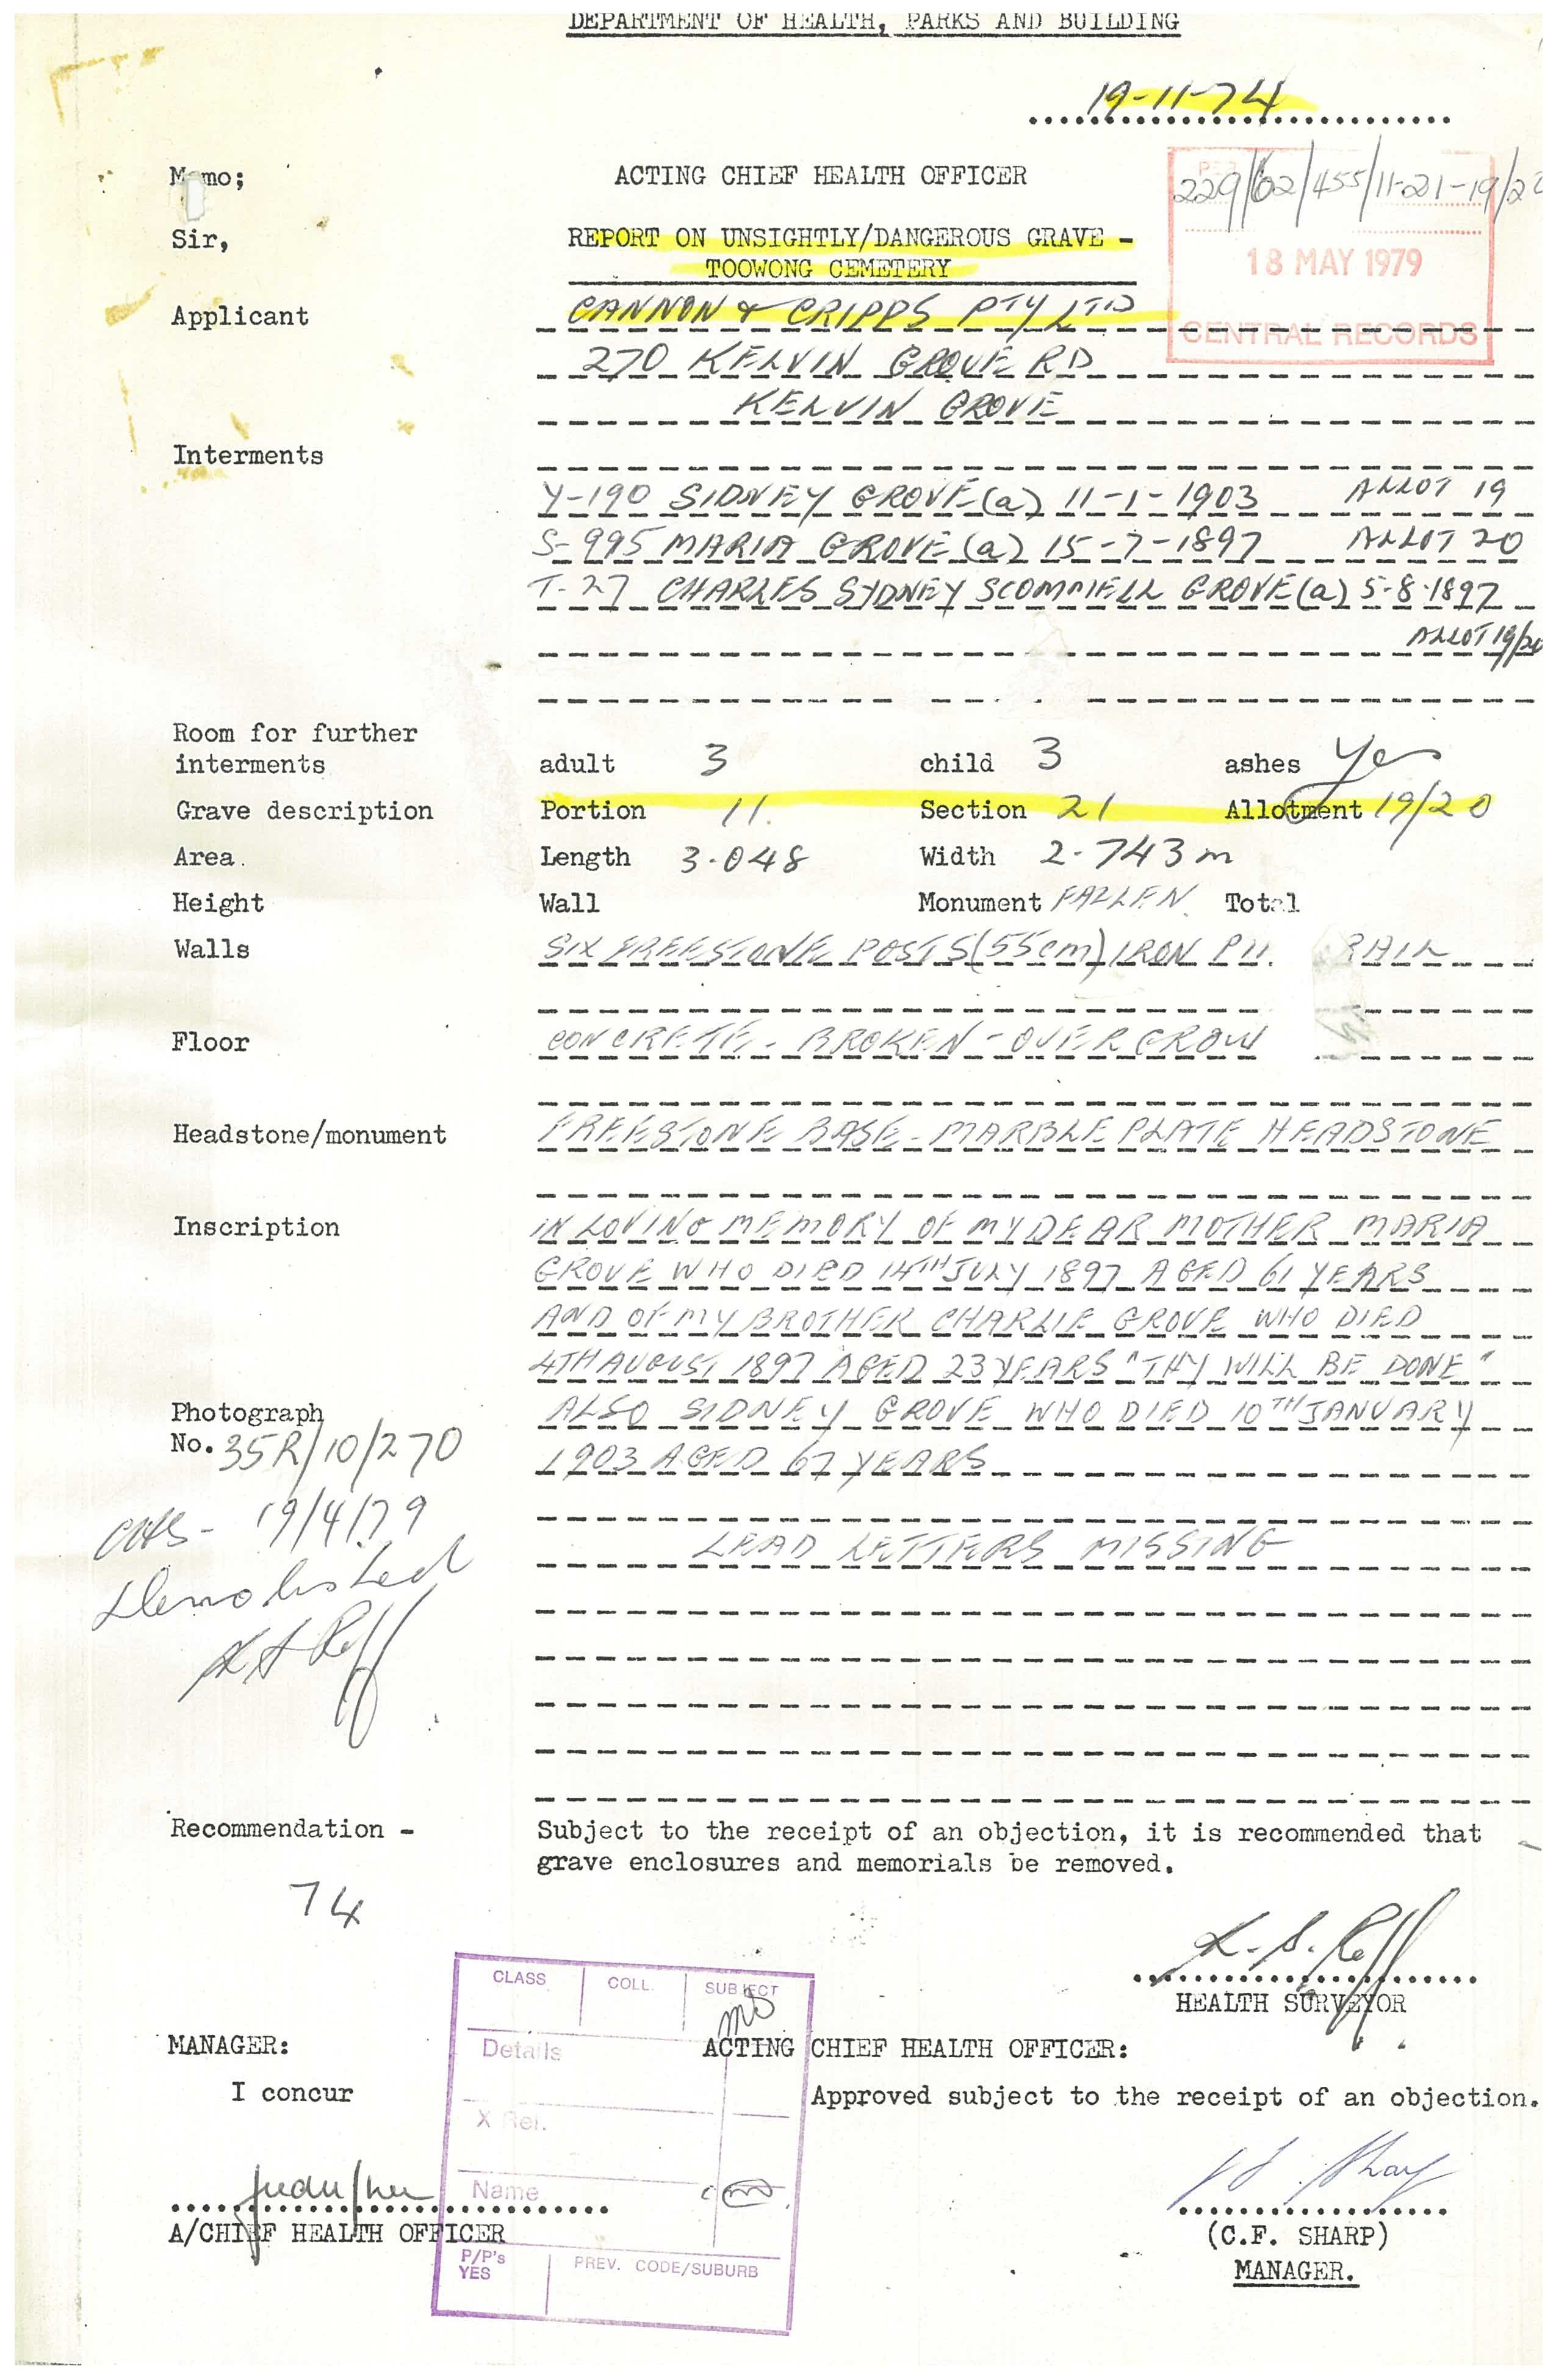 DEPARTMENT OF HEALTH, PARKS AND BUILDING
19-11-74
Memo; ACTING CHIEF HEALTH OFFICER
229/62/455/11-21-19/20
Sir, REPORT ON UNSIGHTLY/DANGEROUS GRAVE -
TOOWONG CEMETERY
18 MAY 1979
CENTRAL RECORDS
Applicant CANNON & CRIPPS PTY LTD
270 KELVIN GROVE RD
KELVIN GROVE
Interments
Y-190 SIDNEY GROVE (a) 11-1-1903 ALLOT 19
S-995 MARIA GROVE (a) 15-7-1897 ALLOT 20
T-27 CHARLES SYDNEY SCOMMELL GROVE (a) 5-8-1897
ALLOT 19/20
Room for further
interments adult 3 child 3 ashes Yes
Grave description Portion 11. Section 21 Allotment 19/20
Area. Length 3.048 Width 2.743m
Height Wall Monument FALLEN. Total
Walls SIX FREESTONE POSTS (55cm) IRON RAIL
Floor CONCRETE - BROKEN - OVERGROW
Headstone/monument FREESTONE BASE - MARBLE PLATE HEADSTONE
Inscription IN LOVING MEMORY OF MY DEAR MOTHER MARIA
GROVE WHO DIED 14TH JULY 1897 AGED 61 YEARS
AND OF MY BROTHER CHARLIE GROVE WHO DIED
4TH AUGUST 1897 AGED 23 YEARS "THY WILL BE DONE"
ALSO SIDNEY GROVE WHO DIED 10TH JANUARY
1903 AGED 67 YEARS
Photograph
No. 35R/10/270
LEAD LETTERS MISSING
19/4/79
Demolished
Recommendation - Subject to the receipt of an objection, it is recommended that
grave enclosures and memorials be removed.
74
HEALTH SURVEYOR
CLASS COLL. SUBJECT
Details
X Ref.
Name
P/P's
YES
PREV. CODE/SUBURB
MANAGER: ACTING CHIEF HEALTH OFFICER:
I concur Approved subject to the receipt of an objection.
A/CHIEF HEALTH OFFICER
(C.F. SHARP)
MANAGER.